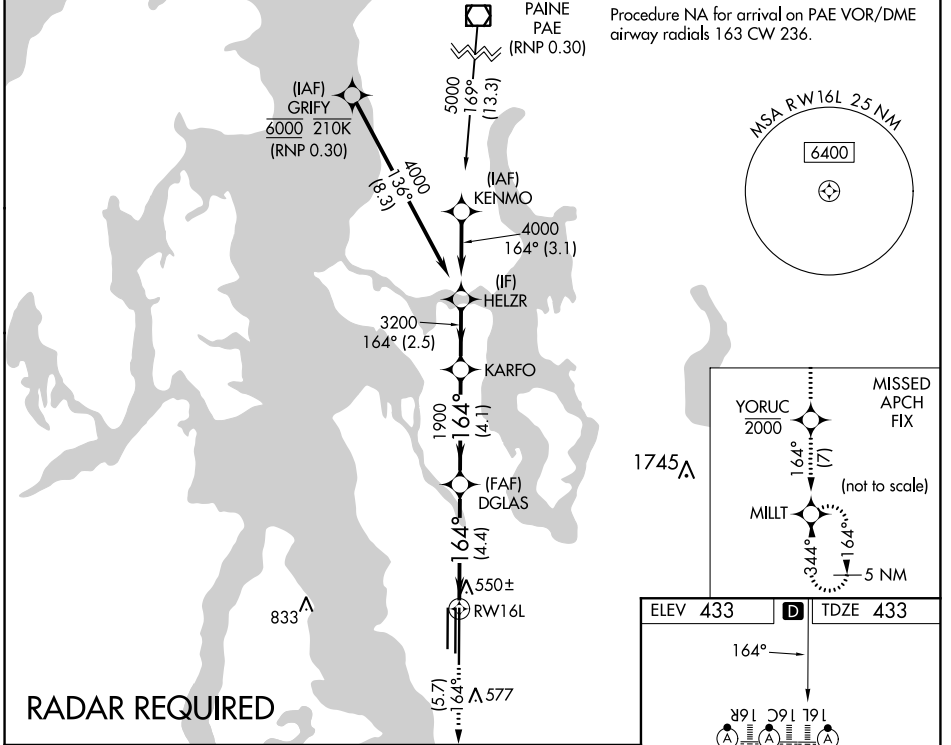 PAINE
PAE
(RNP 0.30)
Procedure NA for arrival on PAE VOR/DME
airway radials 163 CW 236.
(IAF)
GRIFY
6000 210K
(RNP 0.30)
5000
169°
(13.3)
MSA RW16L 25 NM
6400
4000
136°
(8.3)
(IAF)
KENMO
4000
164° (3.1)
(IF)
HELZR
3200
164° (2.5)
KARFO
1900
164°
(4.1)
(FAF)
DGLAS
164°
(4.4)
550±
RW16L
833
577
(5.7)
164°
1745
MISSED
APCH
FIX
YORUC
2000
164°
(7)
(not to scale)
MILLT
344°
164°
5 NM
ELEV 433
D
TDZE 433
164°
16R 16C 16L
A A A
RADAR REQUIRED